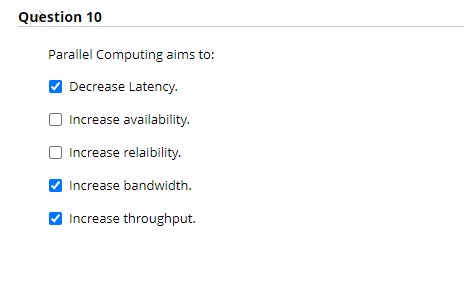 Question 10
Parallel Computing aims to:
Decrease Latency.
Increase availability.
Increase relaibility.
Increase bandwidth.
Increase throughput.